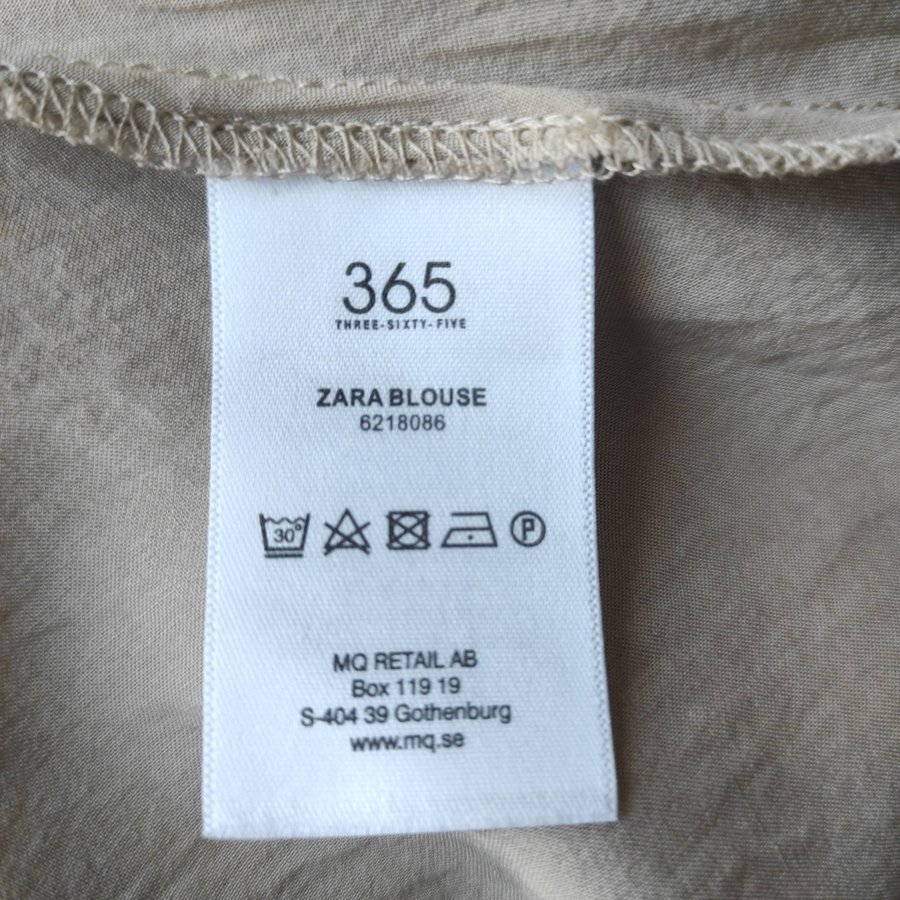 365
THREE-SIXTY-FIVE
ZARA BLOUSE
6218086
30° P
MQ RETAIL AB
Box 119 19
S-404 39 Gothenburg
www.mq.se